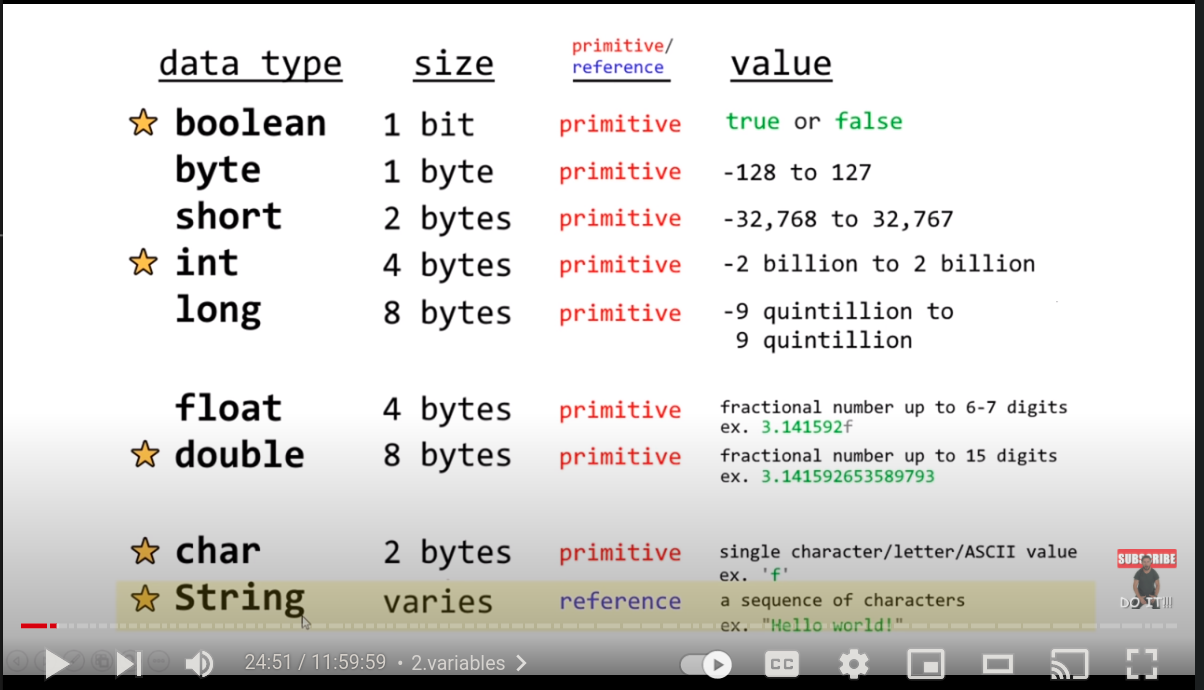 data type size primitive/ reference value
boolean 1 bit primitive true or false
byte 1 byte primitive -128 to 127
short 2 bytes primitive -32,768 to 32,767
int 4 bytes primitive -2 billion to 2 billion
long 8 bytes primitive -9 quintillion to
9 quintillion
float 4 bytes primitive fractional number up to 6-7 digits
ex. 3.141592f
double 8 bytes primitive fractional number up to 15 digits
ex. 3.141592653589793
char 2 bytes primitive single character/letter/ASCII value
ex. 'f'
String varies reference a sequence of characters
ex. "Hello world!"
SUBSCRIBE
DO IT!!!
24:51 / 11:59:59 • 2.variables
CC